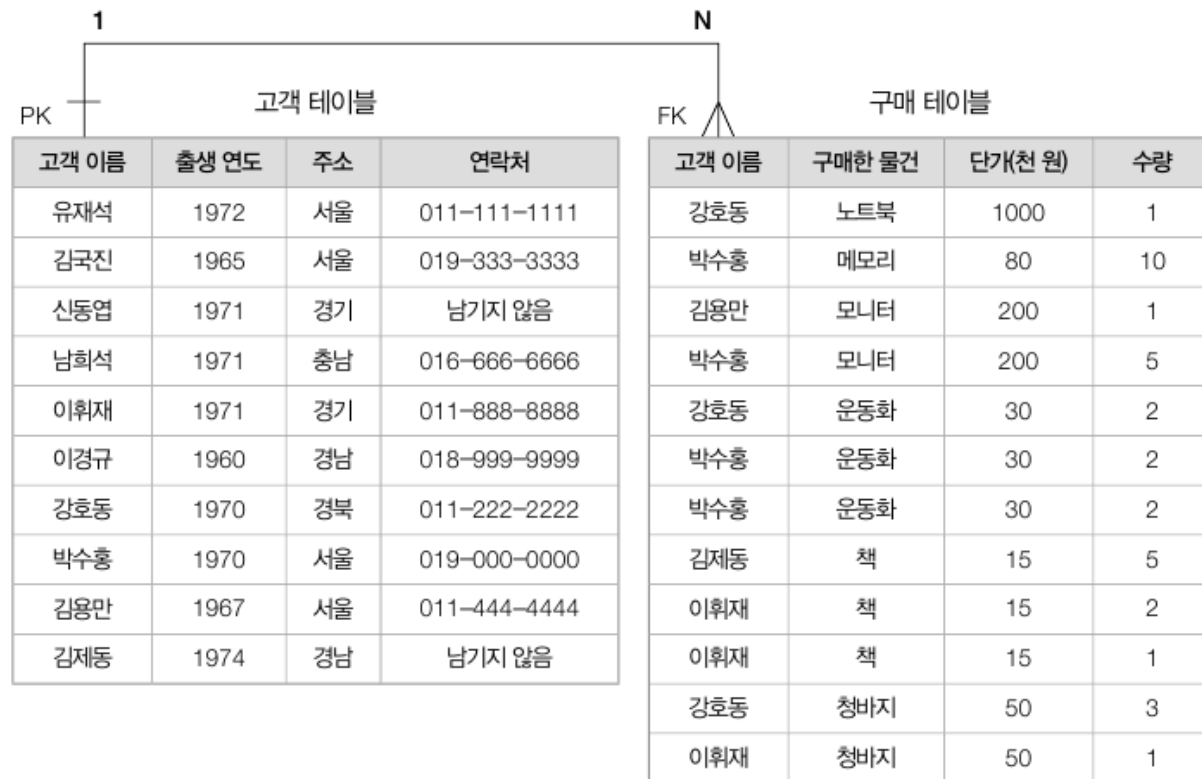 1 N
PK 고객 테이블 FK 구매 테이블
고객 이름 출생 연도 주소 연락처
유재석 1972 서울 011-111-1111
김국진 1965 서울 019-333-3333
신동엽 1971 경기 남기지 않음
남희석 1971 충남 016-666-6666
이휘재 1971 경기 011-888-8888
이경규 1960 경남 018-999-9999
강호동 1970 경북 011-222-2222
박수홍 1970 서울 019-000-0000
김용만 1967 서울 011-444-4444
김제동 1974 경남 남기지 않음
고객 이름 구매한 물건 단가(천 원) 수량
강호동 노트북 1000 1
박수홍 메모리 80 10
김용만 모니터 200 1
박수홍 모니터 200 5
강호동 운동화 30 2
박수홍 운동화 30 2
박수홍 운동화 30 2
김제동 책 15 5
이휘재 책 15 2
이휘재 책 15 1
강호동 청바지 50 3
이휘재 청바지 50 1